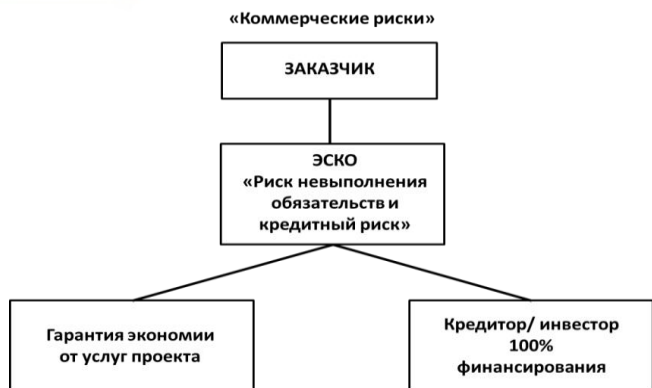 «Коммерческие риски»
ЗАКАЗЧИК
ЭСКО
«Риск невыполнения
обязательств и
кредитный риск»
Гарантия экономии
от услуг проекта
Кредитор/ инвестор
100%
финансирования